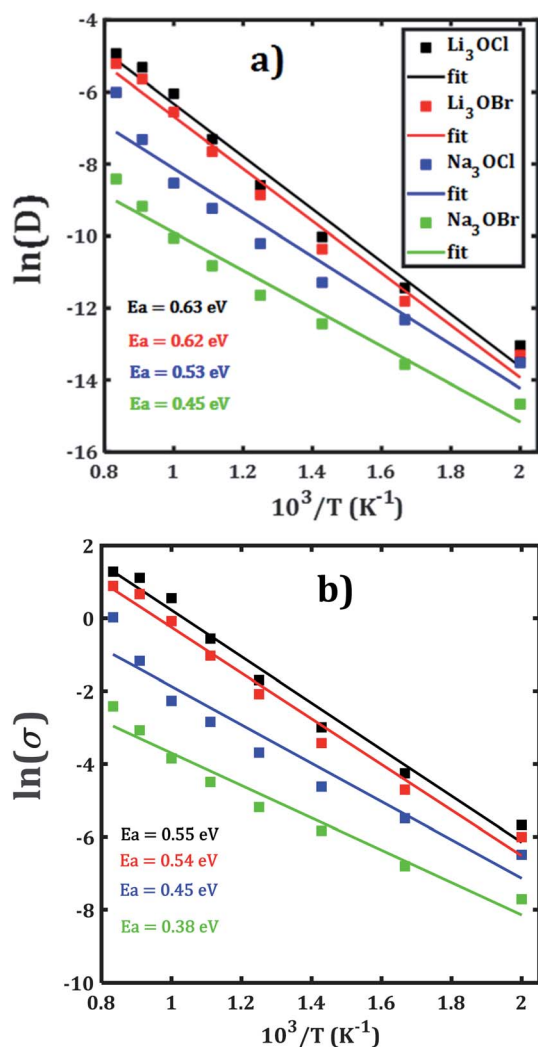 -4
a)
Li₃OCl
fit
-6
Li₃OBr
fit
-8
Na₃OCl
fit
Na₃OBr
-10
fit
ln(D)
-12
Ea = 0.63 eV
Ea = 0.62 eV
Ea = 0.53 eV
-14
Ea = 0.45 eV
-16
0.8 1 1.2 1.4 1.6 1.8 2
10³/T (K⁻¹)
2
b)
0
-2
ln(σ)
-4
-6
Ea = 0.55 eV
Ea = 0.54 eV
Ea = 0.45 eV
-8
Ea = 0.38 eV
-10
0.8 1 1.2 1.4 1.6 1.8 2
10³/T (K⁻¹)